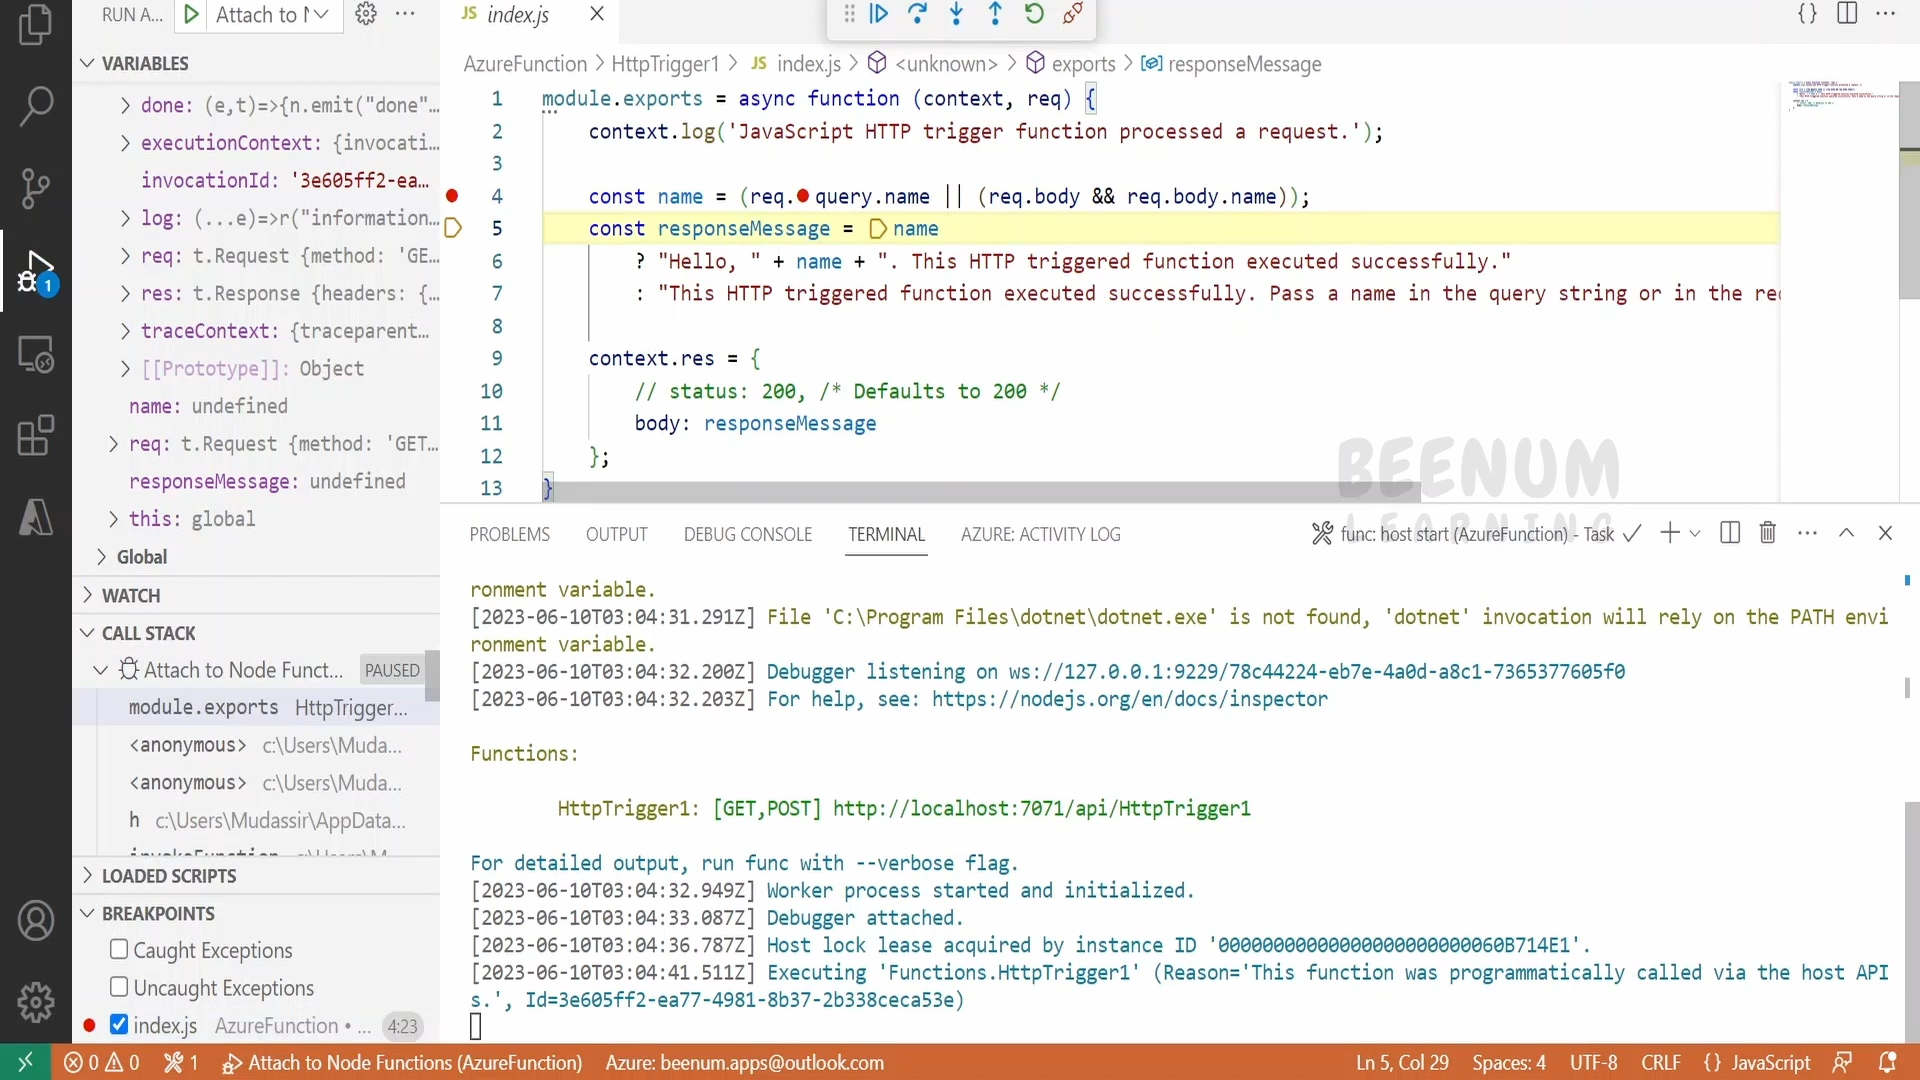 RUN A... Attach to N
JS index.js
VARIABLES
done: (e,t)=>{n.emit("done"...
executionContext: {invocati...
invocationId: '3e605ff2-ea...
log: (...e)=>r("information...
req: t.Request {method: 'GE...
res: t.Response {headers: {...
traceContext: {traceparent...
[[Prototype]]: Object
name: undefined
req: t.Request {method: 'GET...
responseMessage: undefined
this: global
Global
WATCH
CALL STACK
Attach to Node Funct... PAUSED
module.exports HttpTrigger...
<anonymous> c:\Users\Muda...
<anonymous> c:\Users\Muda...
h c:\Users\Mudassir\AppData...
invokeFunction
LOADED SCRIPTS
BREAKPOINTS
Caught Exceptions
Uncaught Exceptions
index.js AzureFunction • ... 4:23
AzureFunction > HttpTrigger1 > JS index.js > <unknown> > exports > responseMessage
1 module.exports = async function (context, req) {
2 context.log('JavaScript HTTP trigger function processed a request.');
3
4 const name = (req.query.name || (req.body && req.body.name));
5 const responseMessage = name
6 ? "Hello, " + name + ". This HTTP triggered function executed successfully."
7 : "This HTTP triggered function executed successfully. Pass a name in the query string or in the re
8
9 context.res = {
10 // status: 200, /* Defaults to 200 */
11 body: responseMessage
12 };
13 }
BEENUM
LEARNING
PROBLEMS OUTPUT DEBUG CONSOLE TERMINAL AZURE: ACTIVITY LOG func: host start (AzureFunction) - Task
ronment variable.
[2023-06-10T03:04:31.291Z] File 'C:\Program Files\dotnet\dotnet.exe' is not found, 'dotnet' invocation will rely on the PATH envi
ronment variable.
[2023-06-10T03:04:32.200Z] Debugger listening on ws://127.0.0.1:9229/78c44224-eb7e-4a0d-a8c1-7365377605f0
[2023-06-10T03:04:32.203Z] For help, see: https://nodejs.org/en/docs/inspector
Functions:
HttpTrigger1: [GET,POST] http://localhost:7071/api/HttpTrigger1
For detailed output, run func with --verbose flag.
[2023-06-10T03:04:32.949Z] Worker process started and initialized.
[2023-06-10T03:04:33.087Z] Debugger attached.
[2023-06-10T03:04:36.787Z] Host lock lease acquired by instance ID '00000000000000000000000060B714E1'.
[2023-06-10T03:04:41.511Z] Executing 'Functions.HttpTrigger1' (Reason='This function was programmatically called via the host API
s.', Id=3e605ff2-ea77-4981-8b37-2b338ceca53e)
0 0 1 Attach to Node Functions (AzureFunction) Azure: beenum.apps@outlook.com Ln 5, Col 29 Spaces: 4 UTF-8 CRLF {} JavaScript